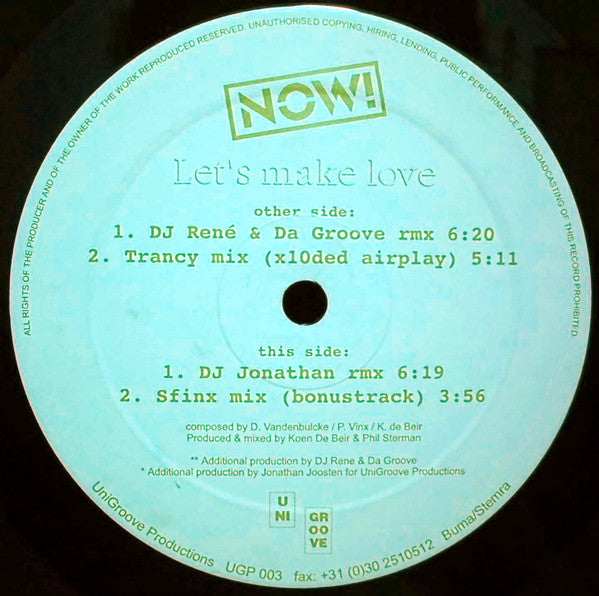 ALL RIGHTS OF THE PRODUCER AND OF THE OWNER OF THE WORK REPRODUCED RESERVED. UNAUTHORISED COPYING, HIRING, LENDING, PUBLIC PERFORMANCE AND BROADCASTING OF THIS RECORD PROHIBITED.
NOW!
Let's make love
other side:
1. DJ René & Da Groove rmx 6:20
2. Trancy mix (x10ded airplay) 5:11
this side:
1. DJ Jonathan rmx 6:19
2. Sfinx mix (bonustrack) 3:56
composed by D. Vandenbulcke / P. Vinx / K. de Beir
Produced & mixed by Koen De Beir & Phil Sterman
** Additional production by DJ Rene & Da Groove
* Additional production by Jonathan Joosten for UniGroove Productions
U
NI
GR
OO
VE
UniGroove Productions UGP 003 fax: +31 (0)30 2510512 Buma/Stemra